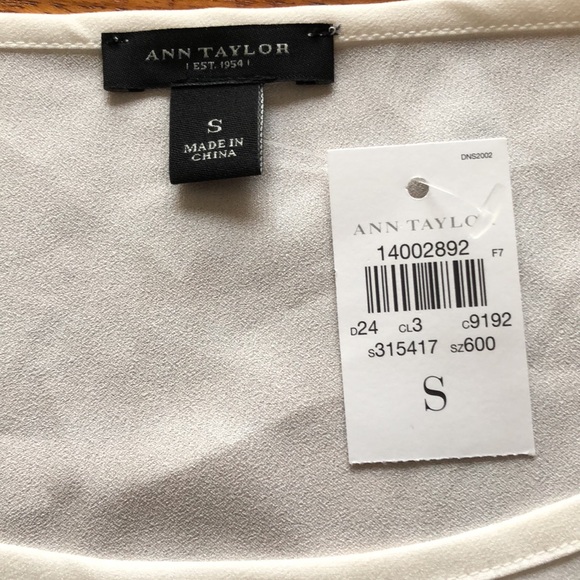 ANN TAYLOR
| EST. 1954 |
S
MADE IN
CHINA
DNS2002
ANN TAYLOR
14002892 F7
D24 CL3 C9192
S315417 SZ600
S